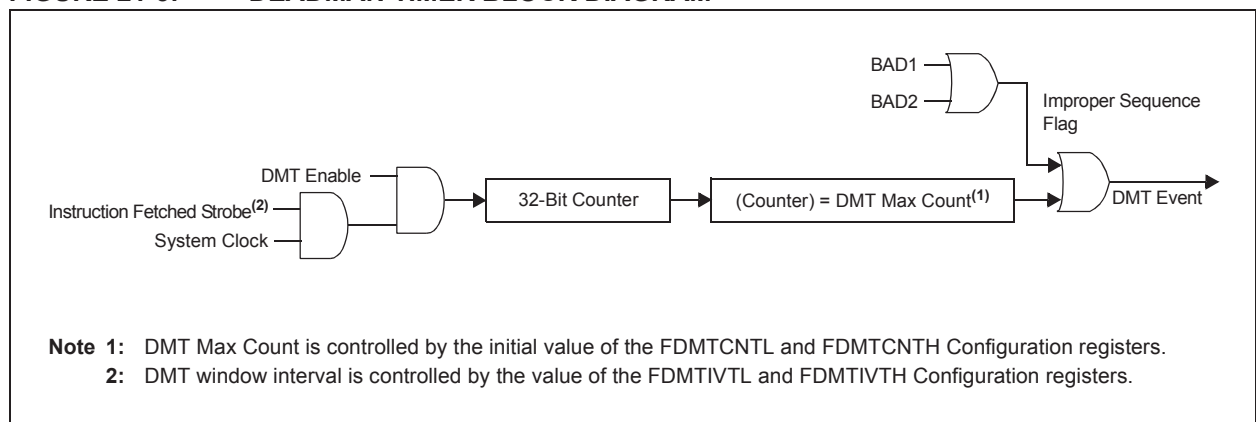 BAD1
BAD2
Improper Sequence
Flag
DMT Enable
Instruction Fetched Strobe(2)
System Clock
32-Bit Counter
(Counter) = DMT Max Count(1)
DMT Event
Note 1: DMT Max Count is controlled by the initial value of the FDMTCNTL and FDMTCNTH Configuration registers.
2: DMT window interval is controlled by the value of the FDMTIVTL and FDMTIVTH Configuration registers.